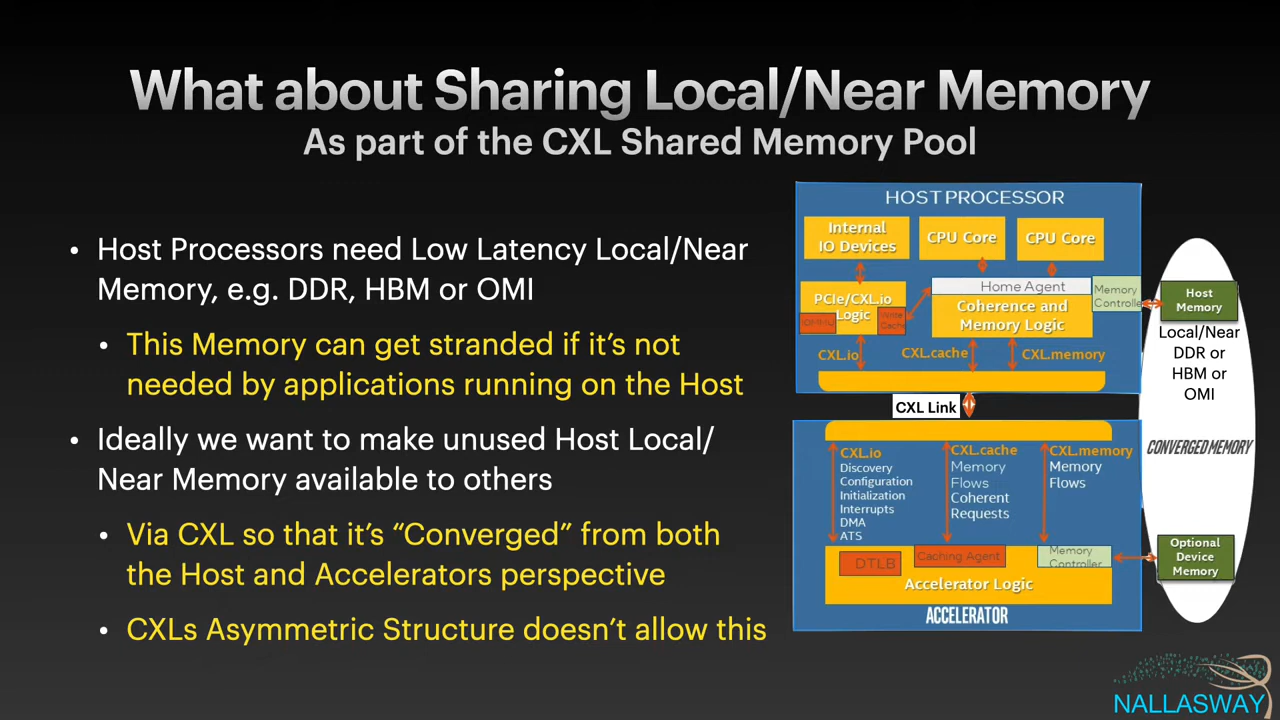 What about Sharing Local/Near Memory
As part of the CXL Shared Memory Pool
• Host Processors need Low Latency Local/Near
Memory, e.g. DDR, HBM or OMI
• This Memory can get stranded if it’s not
needed by applications running on the Host
• Ideally we want to make unused Host Local/
Near Memory available to others
• Via CXL so that it’s “Converged” from both
the Host and Accelerators perspective
• CXLs Asymmetric Structure doesn’t allow this
HOST PROCESSOR
Internal
IO Devices
CPU Core
CPU Core
PCIe/CXL.io
Logic
IOMMU
Write
Cache
Home Agent
Coherence and
Memory Logic
Memory
Controlle
CXL.io
CXL.cache
CXL.memory
Host
Memory
Local/Near
DDR or
HBM or
OMI
CXL Link
CONVERGED MEMORY
CXL.io
Discovery
Configuration
Initialization
Interrupts
DMA
ATS
CXL.cache
Memory
Flows
Coherent
Requests
CXL.memory
Memory
Flows
DTLB
Caching Agent
Memory
Controller
Accelerator Logic
ACCELERATOR
Optional
Device
Memory
NALLASWAY